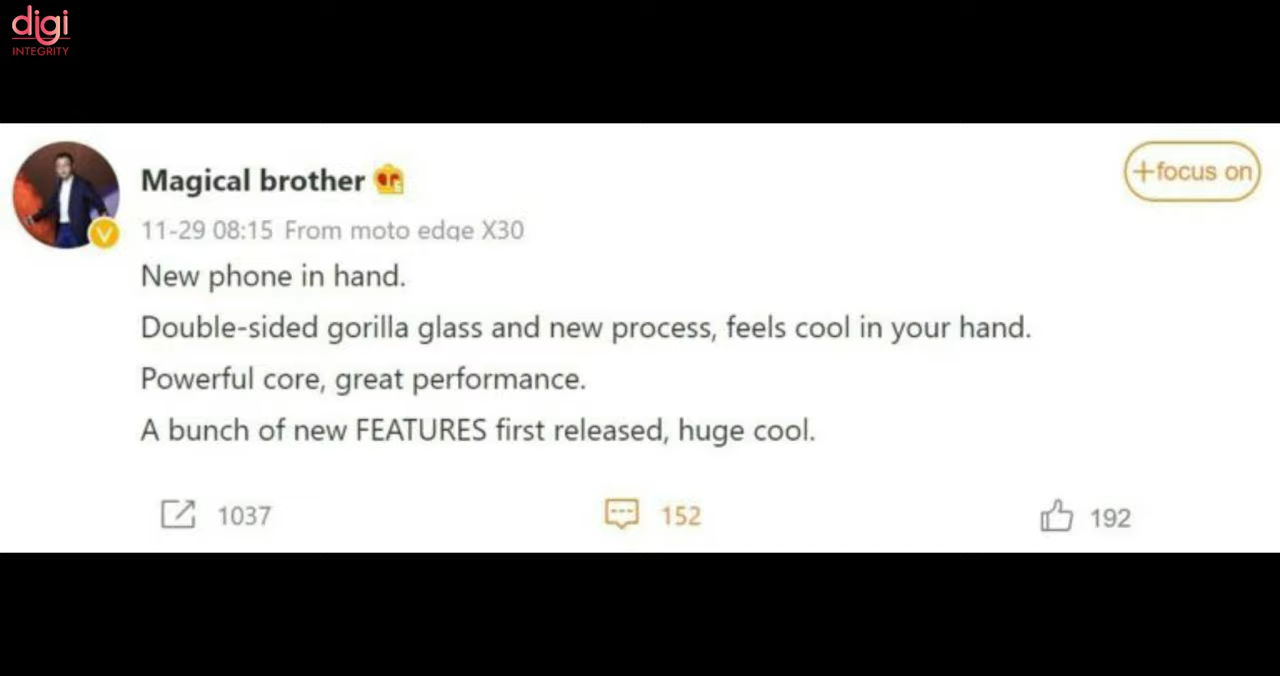 digi
INTEGRITY
Magical brother
+focus on
11-29 08:15 From moto edge X30
New phone in hand.
Double-sided gorilla glass and new process, feels cool in your hand.
Powerful core, great performance.
A bunch of new FEATURES first released, huge cool.
1037
152
192